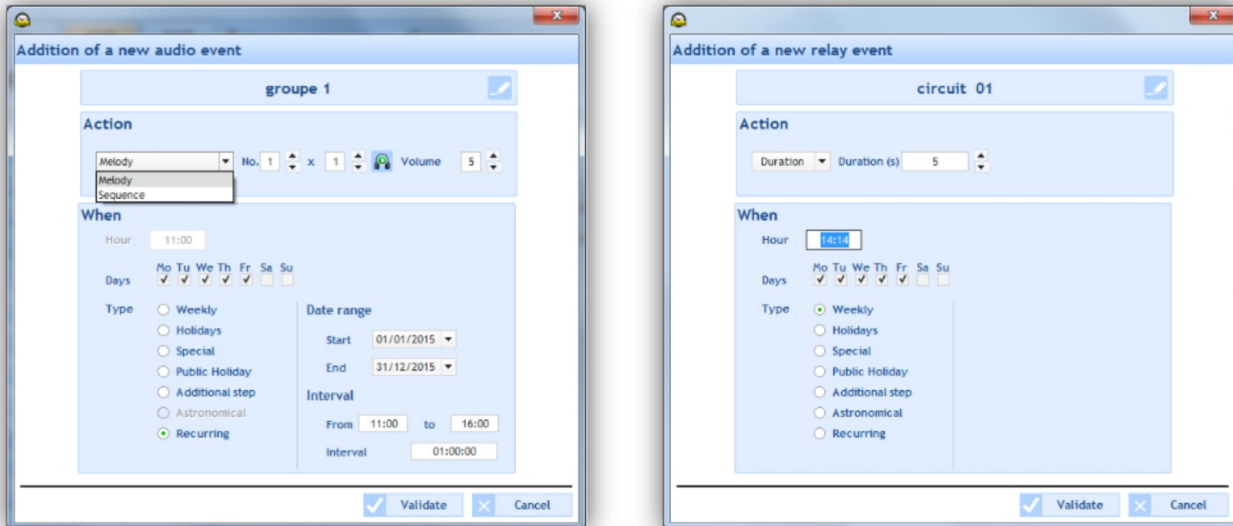 Addition of a new audio event
groupe 1
Action
Melody No. 1 x 1 Volume 5
Melody
Sequence
When
Hour 11:00
Mo Tu We Th Fr Sa Su
Days
Type Weekly
Holidays
Special
Public Holiday
Additional step
Astronomical
Recurring
Date range
Start 01/01/2015
End 31/12/2015
Interval
From 11:00 to 16:00
Interval 01:00:00
Validate Cancel
Addition of a new relay event
circuit 01
Action
Duration Duration (s) 5
When
Hour 14:14
Mo Tu We Th Fr Sa Su
Days
Type Weekly
Holidays
Special
Public Holiday
Additional step
Astronomical
Recurring
Validate Cancel